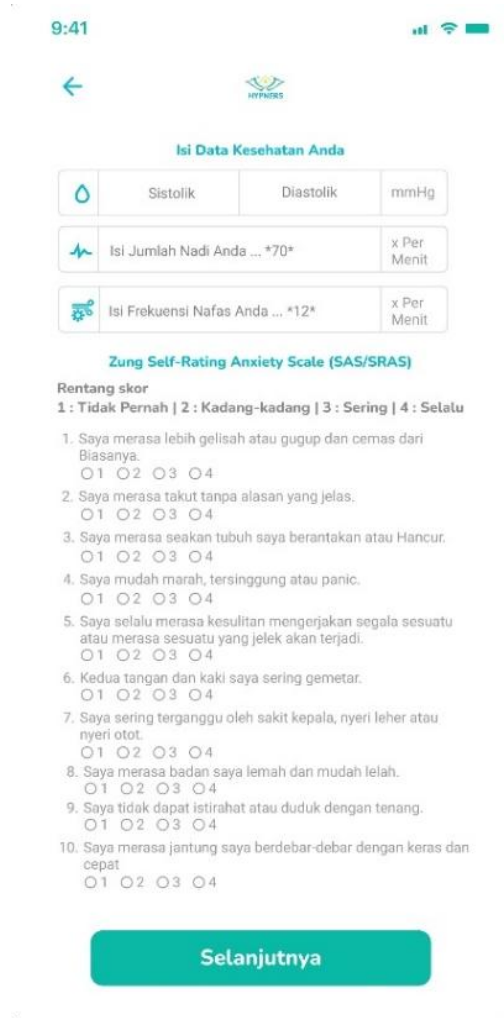 9:41
HYPNERS
Isi Data Kesehatan Anda
Sistolik Diastolik mmHg
Isi Jumlah Nadi Anda ... *70* x Per
Menit
Isi Frekuensi Nafas Anda ... *12* x Per
Menit
Zung Self-Rating Anxiety Scale (SAS/SRAS)
Rentang skor
1 : Tidak Pernah | 2 : Kadang-kadang | 3 : Sering | 4 : Selalu
1. Saya merasa lebih gelisah atau gugup dan cemas dari
Biasanya.
1 2 3 4
2. Saya merasa takut tanpa alasan yang jelas.
1 2 3 4
3. Saya merasa seakan tubuh saya berantakan atau Hancur.
1 2 3 4
4. Saya mudah marah, tersinggung atau panic.
1 2 3 4
5. Saya selalu merasa kesulitan mengerjakan segala sesuatu
atau merasa sesuatu yang jelek akan terjadi.
1 2 3 4
6. Kedua tangan dan kaki saya sering gemetar.
1 2 3 4
7. Saya sering terganggu oleh sakit kepala, nyeri leher atau
nyeri otot.
1 2 3 4
8. Saya merasa badan saya lemah dan mudah lelah.
1 2 3 4
9. Saya tidak dapat istirahat atau duduk dengan tenang.
1 2 3 4
10. Saya merasa jantung saya berdebar-debar dengan keras dan
cepat
1 2 3 4
Selanjutnya